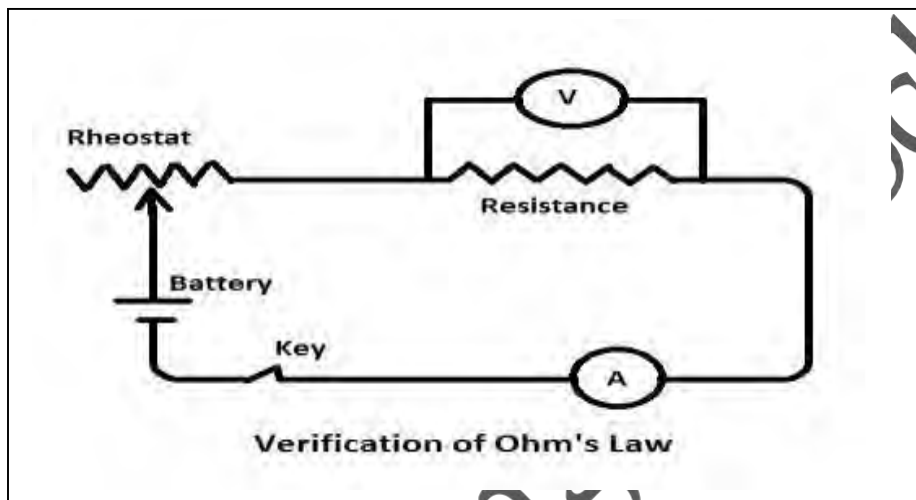 V
Rheostat
Resistance
Battery
Key
A
Verification of Ohm's Law